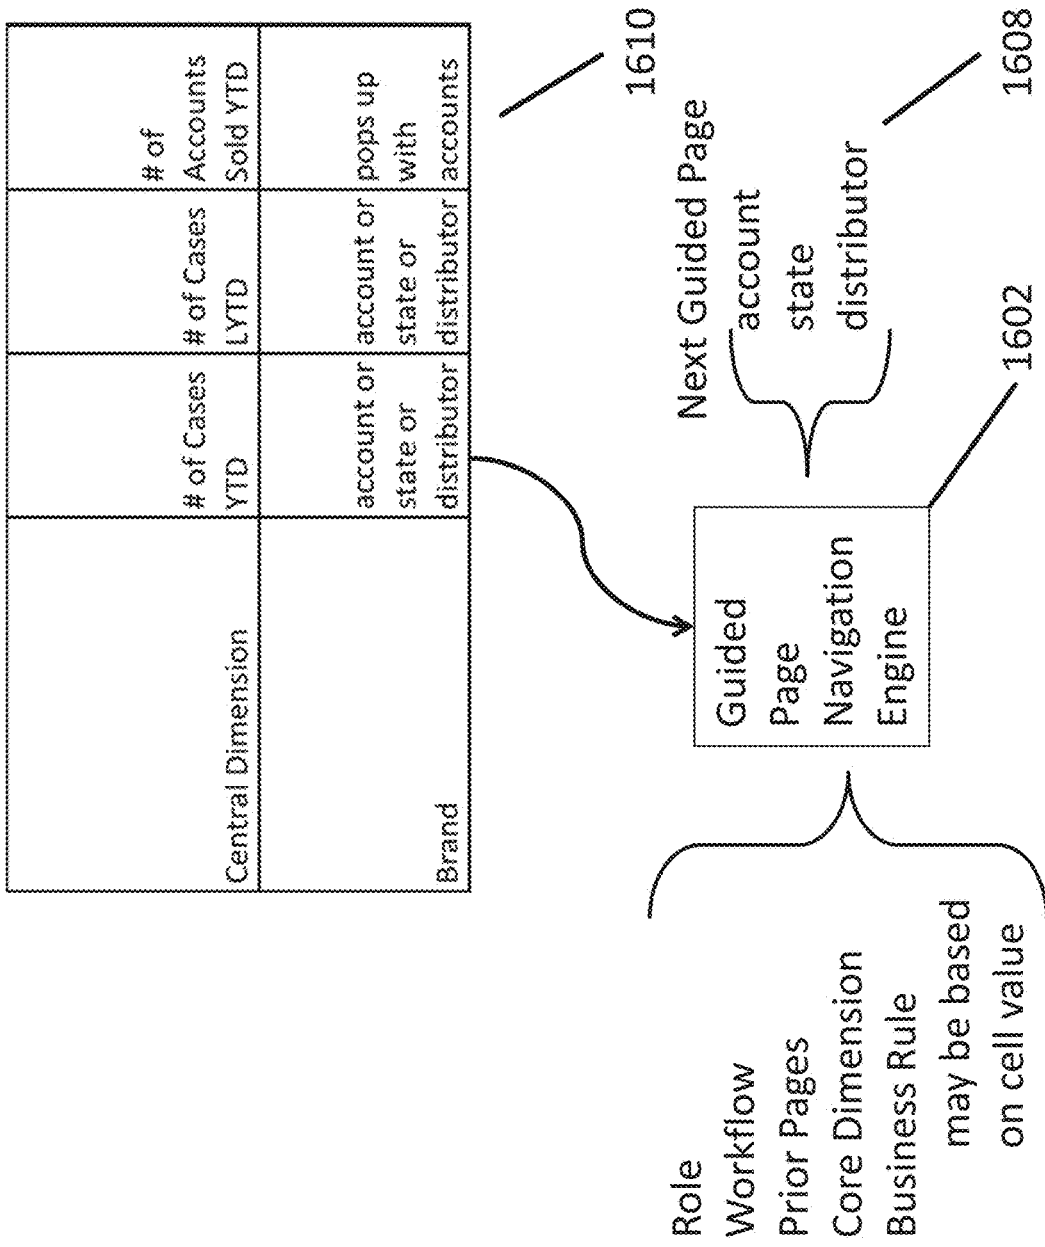 Central Dimension
# of Cases
YTD
# of Cases
LYTD
# of
Accounts
Sold YTD
Brand
account or
state or
distributor
account or
state or
distributor
pops up
with
accounts
1610
Role
Workflow
Prior Pages
Core Dimension
Business Rule
may be based
on cell value
Guided
Page
Navigation
Engine
1602
Next Guided Page
account
state
distributor
1608